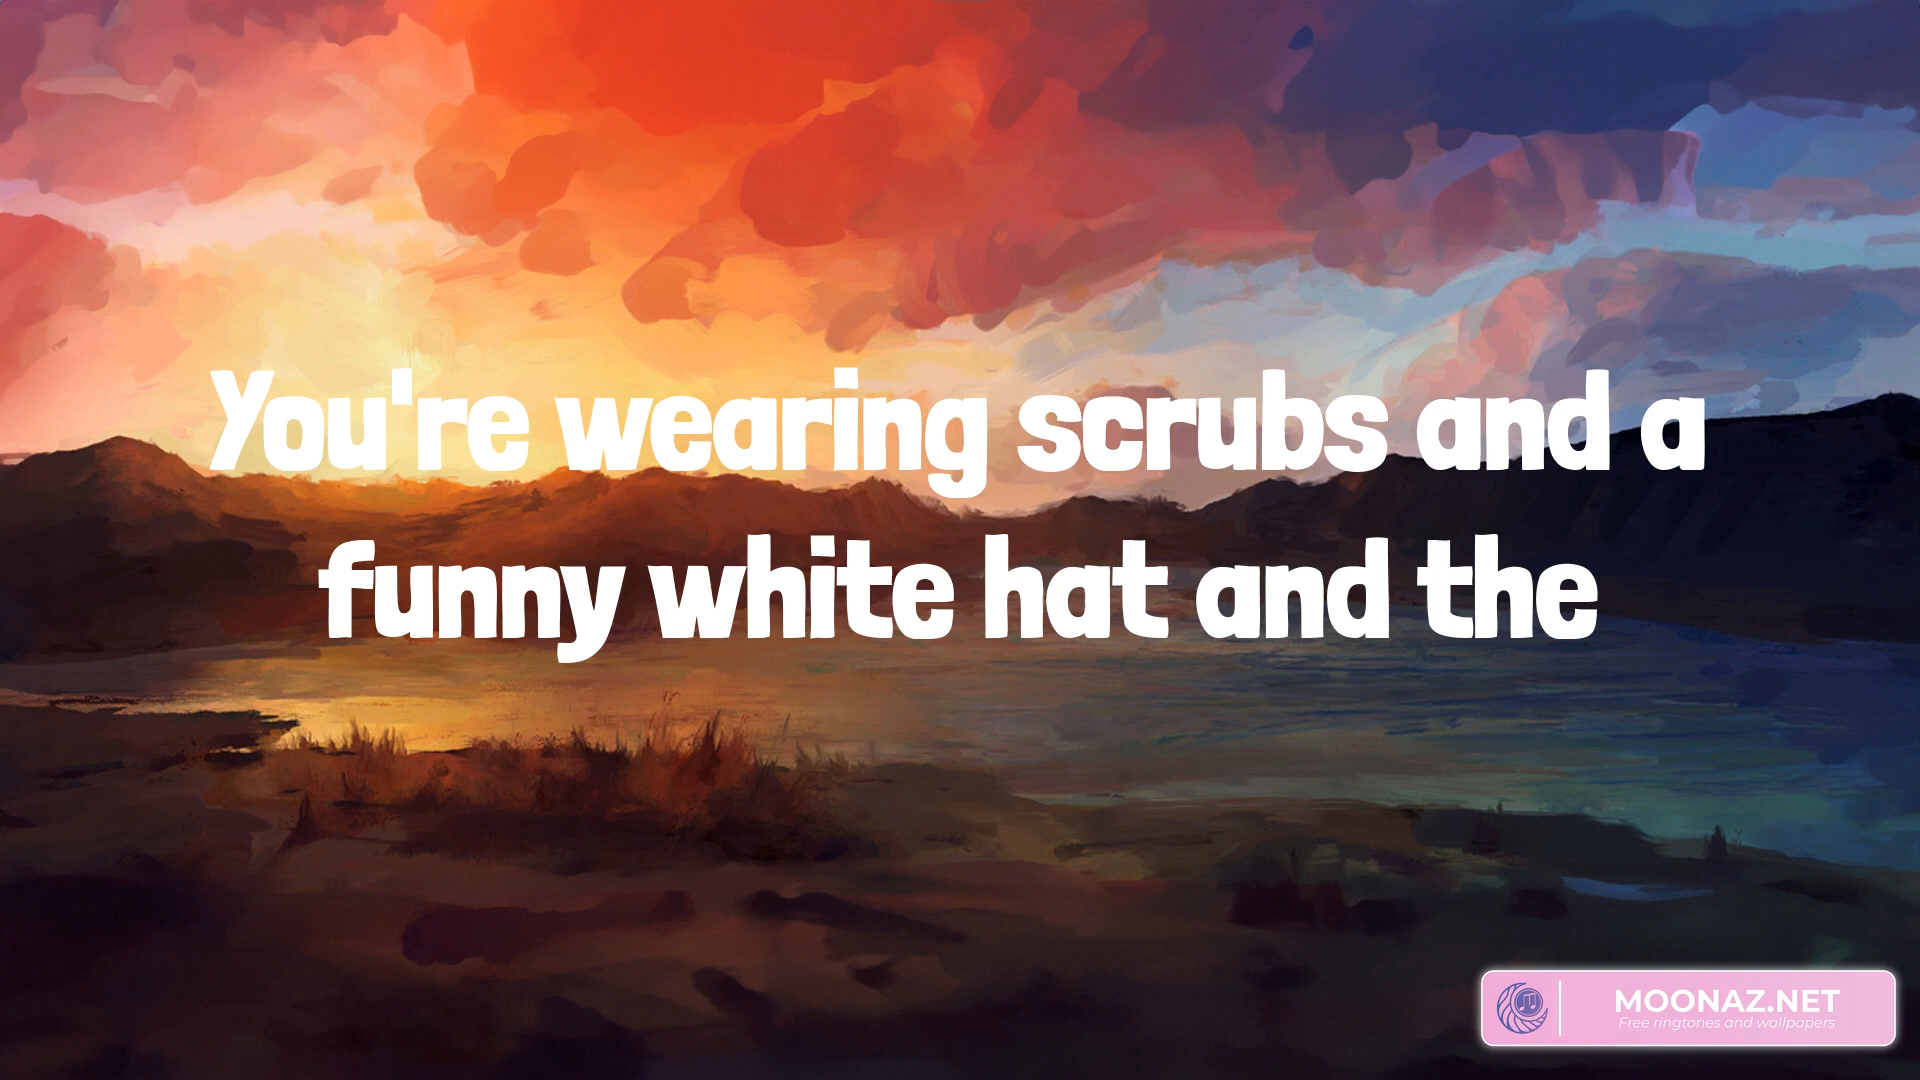 You're wearing scrubs and a
funny white hat and the
MOONAZ.NET
Free ringtones and wallpapers